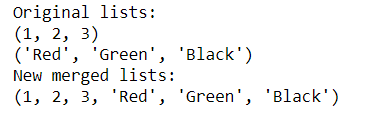 Original lists:
(1, 2, 3)
('Red', 'Green', 'Black')
New merged lists:
(1, 2, 3, 'Red', 'Green', 'Black')